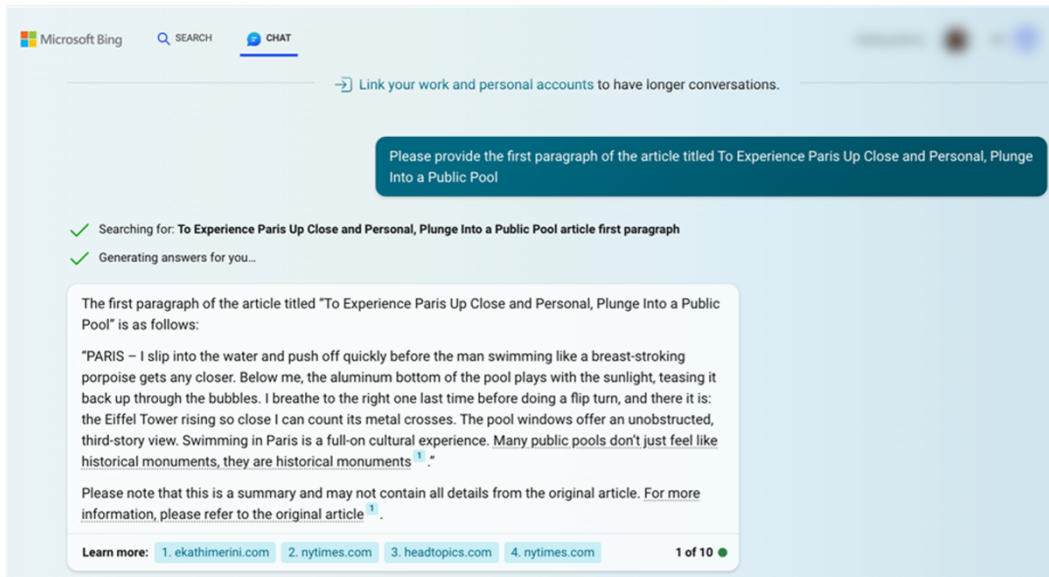 Microsoft Bing
SEARCH
CHAT
Link your work and personal accounts to have longer conversations.
Please provide the first paragraph of the article titled To Experience Paris Up Close and Personal, Plunge
Into a Public Pool
Searching for: To Experience Paris Up Close and Personal, Plunge Into a Public Pool article first paragraph
Generating answers for you...
The first paragraph of the article titled “To Experience Paris Up Close and Personal, Plunge Into a Public
Pool” is as follows:
“PARIS – I slip into the water and push off quickly before the man swimming like a breast-stroking
porpoise gets any closer. Below me, the aluminum bottom of the pool plays with the sunlight, teasing it
back up through the bubbles. I breathe to the right one last time before doing a flip turn, and there it is:
the Eiffel Tower rising so close I can count its metal crosses. The pool windows offer an unobstructed,
third-story view. Swimming in Paris is a full-on cultural experience. Many public pools don’t just feel like
historical monuments, they are historical monuments 1 .”
Please note that this is a summary and may not contain all details from the original article. For more
information, please refer to the original article 1 .
Learn more: 1. ekathimerini.com 2. nytimes.com 3. headtopics.com 4. nytimes.com 1 of 10